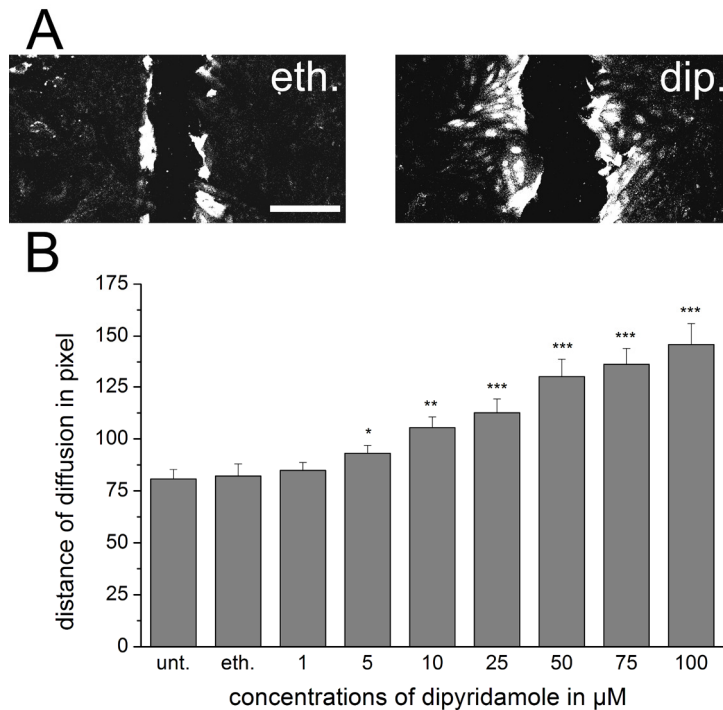 A
eth.
dip.
B
175
150
125
100
75
50
25
0
distance of diffusion in pixel
*
**
***
***
***
***
unt. eth. 1 5 10 25 50 75 100
concentrations of dipyridamole in µM